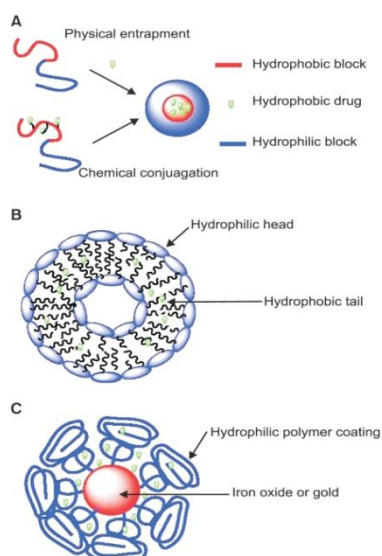 A
Physical entrapment
Hydrophobic block
Hydrophobic drug
Hydrophilic block
Chemical conjuagation
B
Hydrophilic head
Hydrophobic tail
C
Hydrophilic polymer coating
Iron oxide or gold